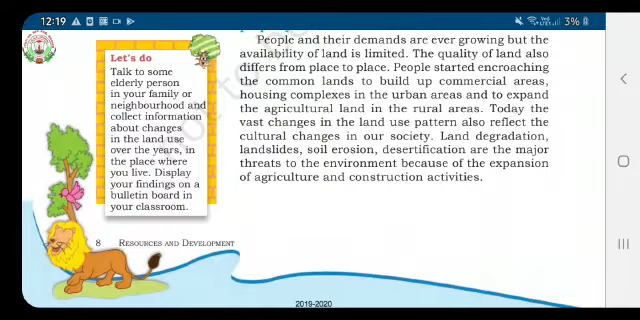 12:19
3%
Let's do
Talk to some
elderly person
in your family or
neighbourhood and
collect information
about changes
in the land use
over the years, in
the place where
you live. Display
your findings on a
bulletin board in
your classroom.
People and their demands are ever growing but the
availability of land is limited. The quality of land also
differs from place to place. People started encroaching
the common lands to build up commercial areas,
housing complexes in the urban areas and to expand
the agricultural land in the rural areas. Today the
vast changes in the land use pattern also reflect the
cultural changes in our society. Land degradation,
landslides, soil erosion, desertification are the major
threats to the environment because of the expansion
of agriculture and construction activities.
8 RESOURCES AND DEVELOPMENT
2019-2020